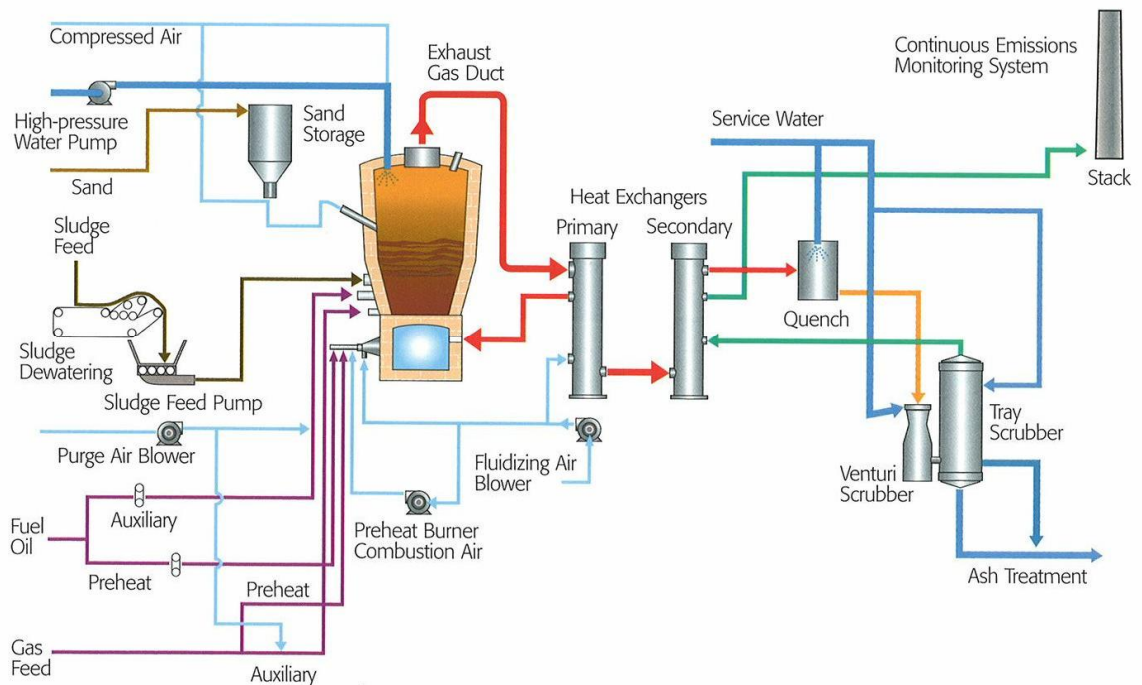 Compressed Air
High-pressure
Water Pump
Sand
Sand
Storage
Exhaust
Gas Duct
Continuous Emissions
Monitoring System
Stack
Service Water
Heat Exchangers
Primary
Secondary
Quench
Sludge
Feed
Sludge
Dewatering
Sludge Feed Pump
Purge Air Blower
Fluidizing Air
Blower
Preheat Burner
Combustion Air
Tray
Scrubber
Venturi
Scrubber
Ash Treatment
Fuel
Oil
Auxiliary
Preheat
Preheat
Gas
Feed
Auxiliary